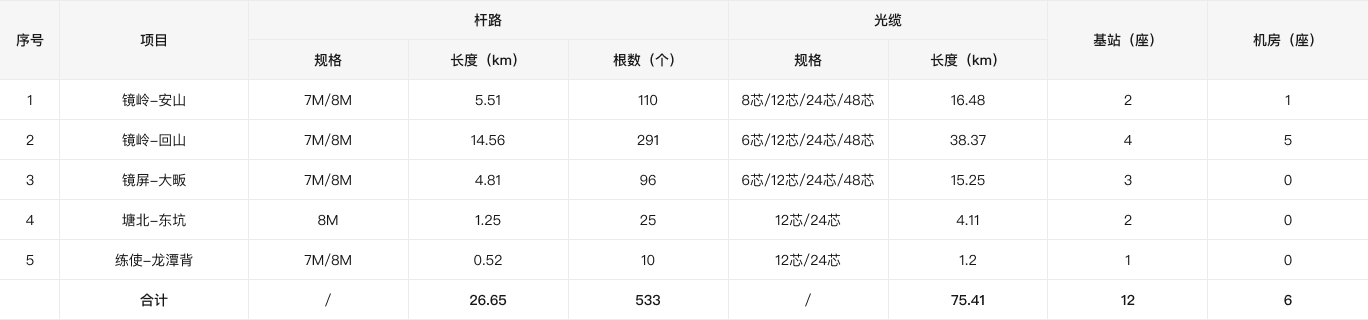 序号 项目 杆路 光缆 基站（座） 机房（座）
规格 长度（km） 根数（个） 规格 长度（km）
1 镜岭–安山 7M/8M 5.51 110 8芯/12芯/24芯/48芯 16.48 2 1
2 镜岭–回山 7M/8M 14.56 291 6芯/12芯/24芯/48芯 38.37 4 5
3 镜屏–大畈 7M/8M 4.81 96 6芯/12芯/24芯/48芯 15.25 3 0
4 塘北–东坑 8M 1.25 25 12芯/24芯 4.11 2 0
5 练使–龙潭背 7M/8M 0.52 10 12芯/24芯 1.2 1 0
合计 / 26.65 533 / 75.41 12 6